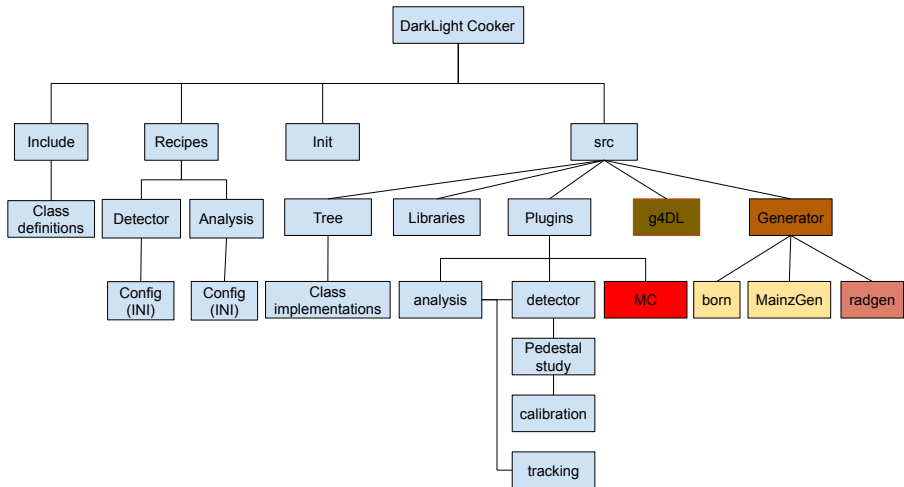 DarkLight Cooker
Include
Recipes
Init
src
Class
definitions
Detector
Analysis
Tree
Libraries
Plugins
g4DL
Generator
Config
(INI)
Config
(INI)
Class
implementations
analysis
detector
MC
born
MainzGen
radgen
Pedestal
study
calibration
tracking